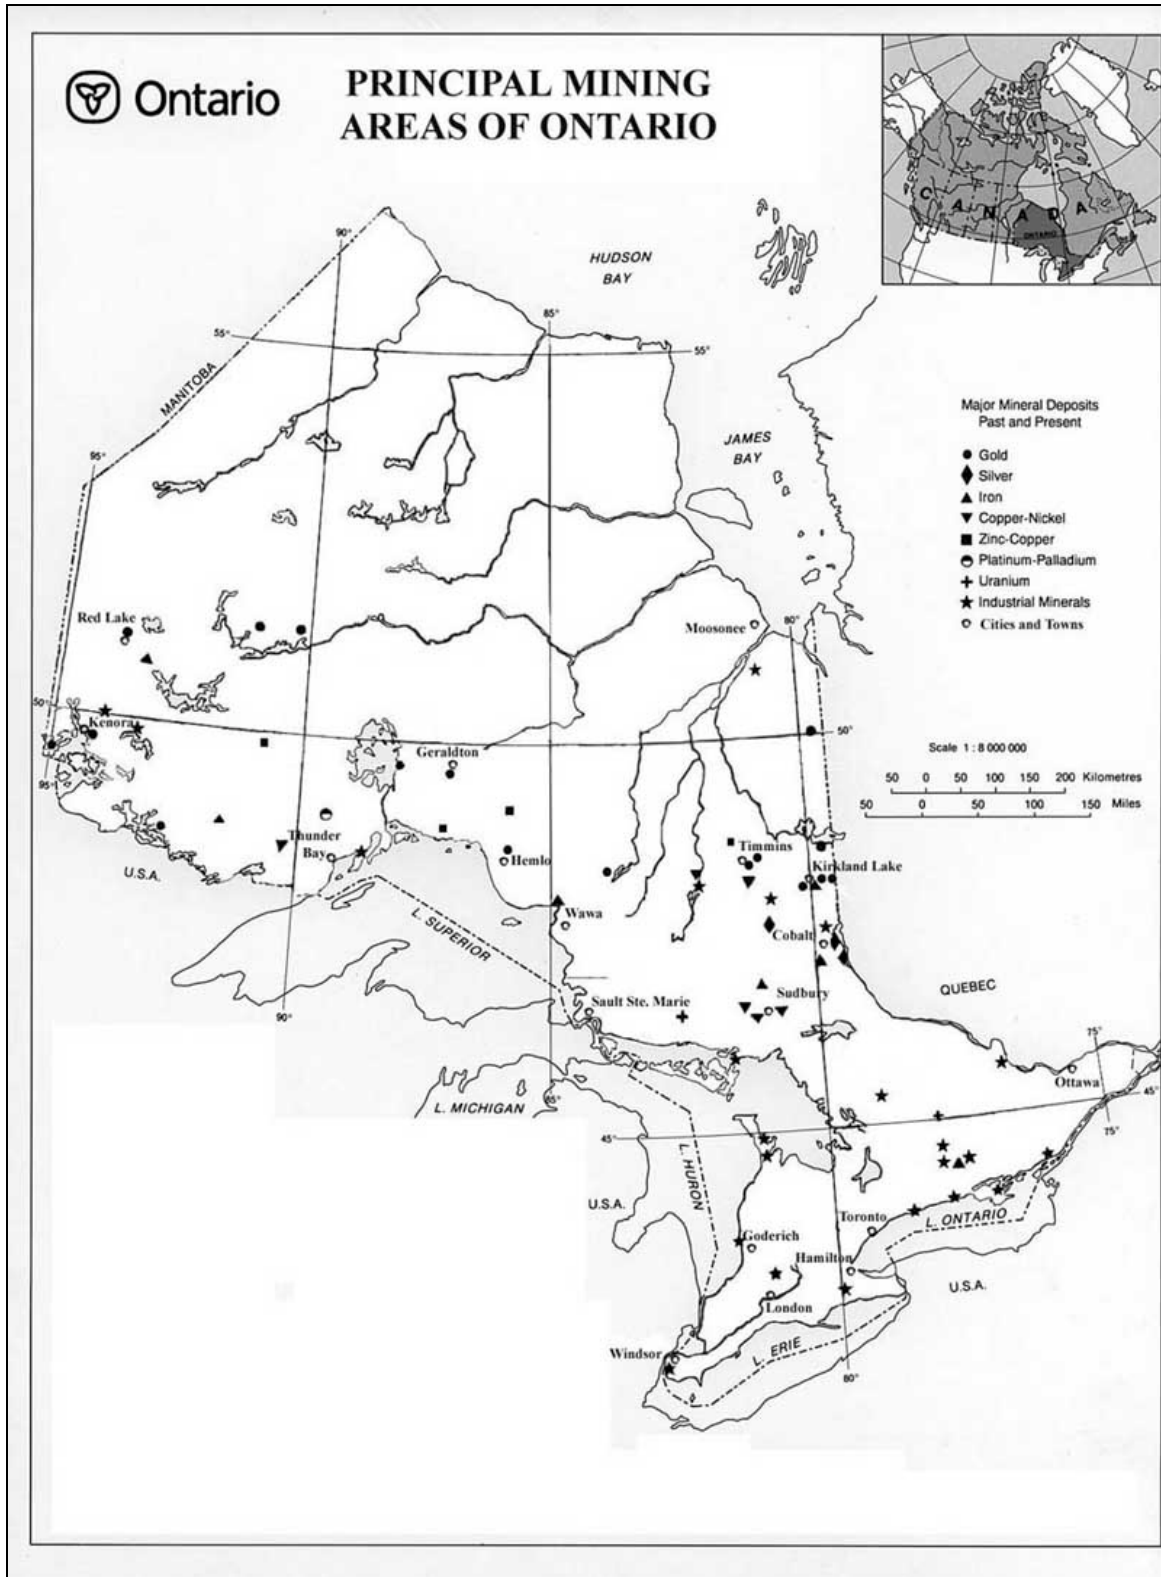 Ontario
PRINCIPAL MINING
AREAS OF ONTARIO
C A N A D A
ONTARIO
HUDSON
BAY
90°
85°
55°
55°
MANITOBA
JAMES
BAY
95°
Major Mineral Deposits
Past and Present
Gold
Silver
Iron
Copper-Nickel
Zinc-Copper
Platinum-Palladium
Uranium
Industrial Minerals
Cities and Towns
Red Lake
Moosonee
80°
50°
Kenora
50°
Geraldton
95°
Scale 1 : 8 000 000
50 0 50 100 150 200 Kilometres
50 0 50 100 150 Miles
Thunder
Bay
Hemlo
Timmins
Kirkland Lake
U.S.A.
Wawa
L. SUPERIOR
Cobalt
Sault Ste. Marie
Sudbury
QUEBEC
90°
75°
Ottawa
L. MICHIGAN
85°
45°
45°
75°
L. HURON
U.S.A.
Toronto
L. ONTARIO
Goderich
Hamilton
U.S.A.
London
Windsor
L. ERIE
80°